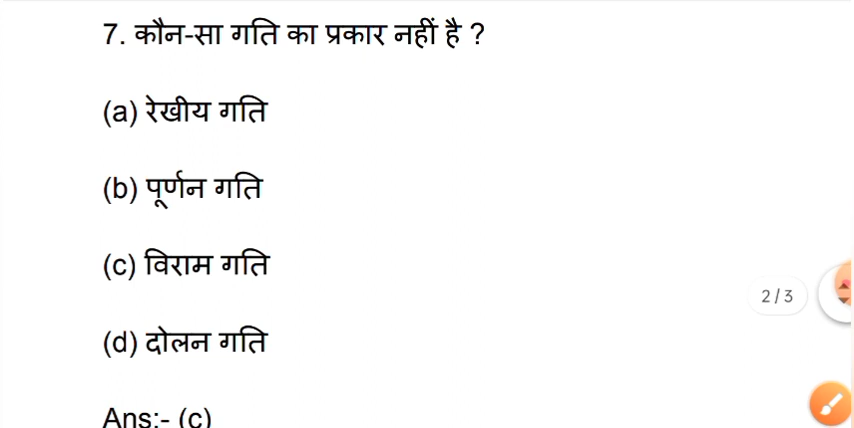 7. कौन-सा गति का प्रकार नहीं है ?
(a) रेखीय गति
(b) पूर्णन गति
(c) विराम गति
2 / 3
(d) दोलन गति
Ans:- (c)